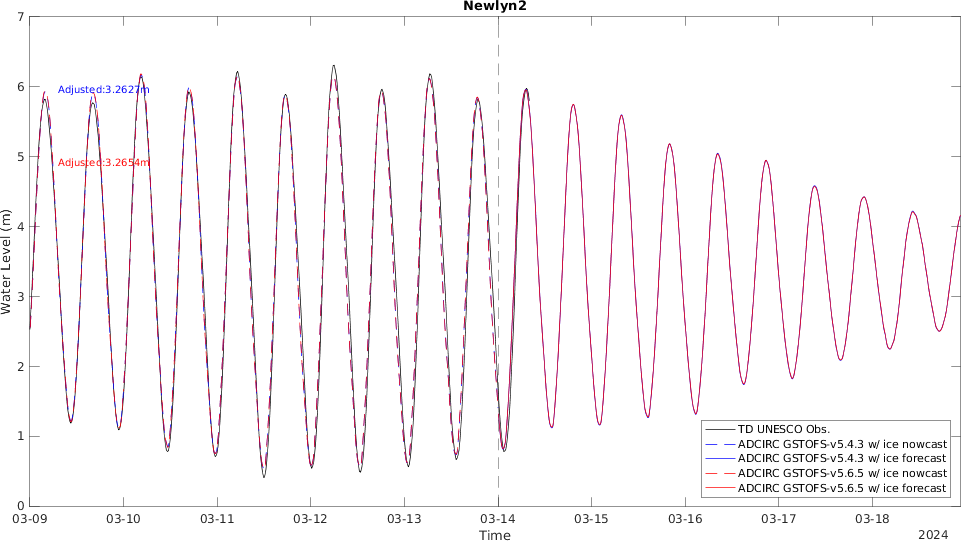 Newlyn2
7
6
5
4
3
2
1
0
Water Level (m)
Adjusted:3.2627m
Adjusted:3.2654m
TD UNESCO Obs.
ADCIRC GSTOFS-v5.4.3 w/ ice nowcast
ADCIRC GSTOFS-v5.4.3 w/ ice forecast
ADCIRC GSTOFS-v5.6.5 w/ ice nowcast
ADCIRC GSTOFS-v5.6.5 w/ ice forecast
03-09 03-10 03-11 03-12 03-13 03-14 03-15 03-16 03-17 03-18
Time
2024